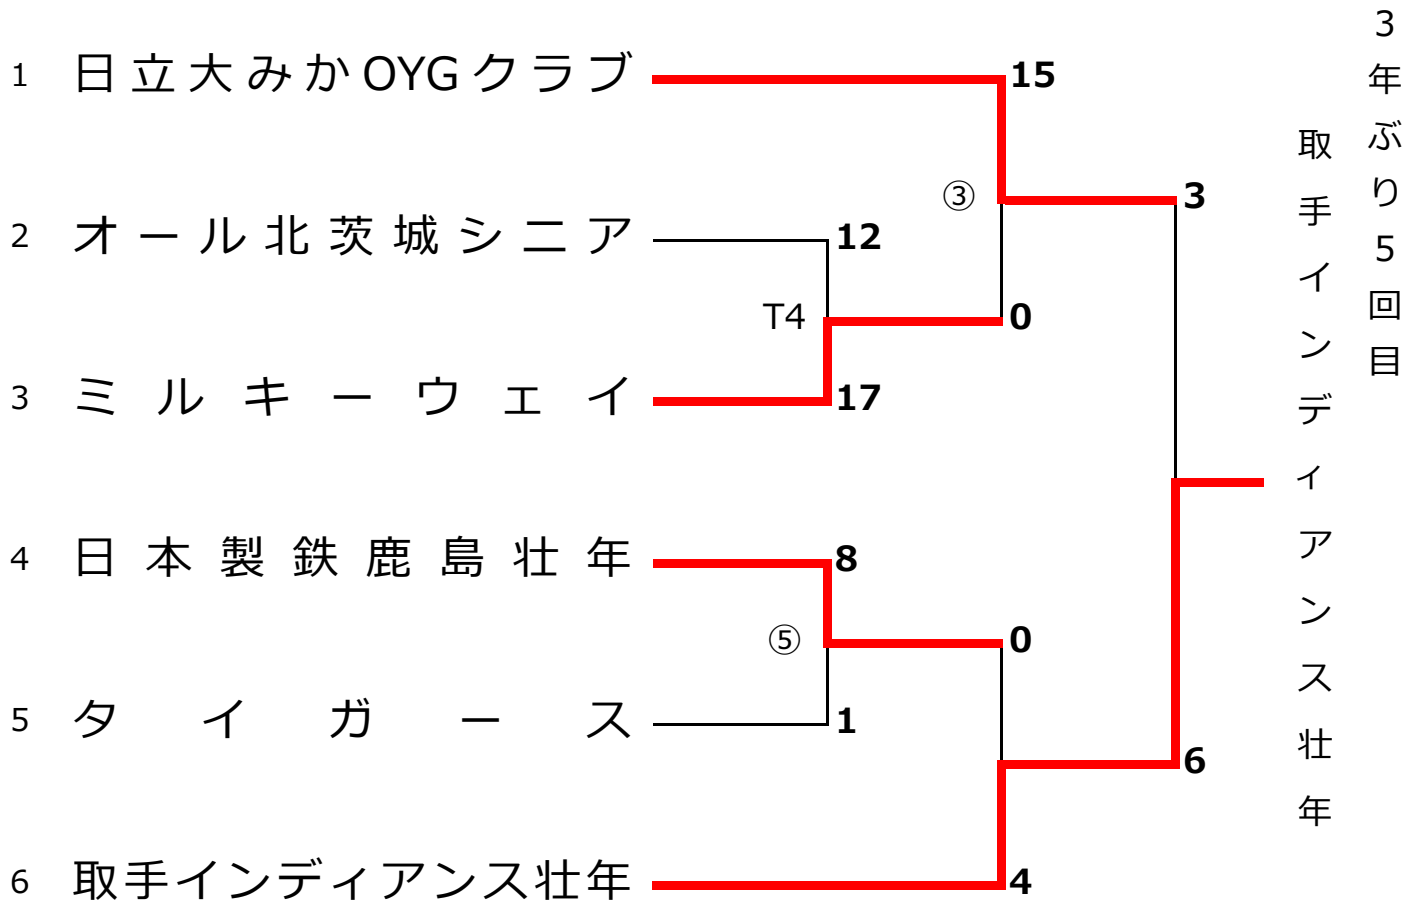 1 日立大みかOYGクラブ
2 オール北茨城シニア
3 ミルキーウェイ
4 日本製鉄鹿島壮年
5 タイガース
6 取手インディアンス壮年
12
T4
17
8
⑤
1
15
③
0
0
4
3
6
3年ぶり5回目
取手インディアンス壮年